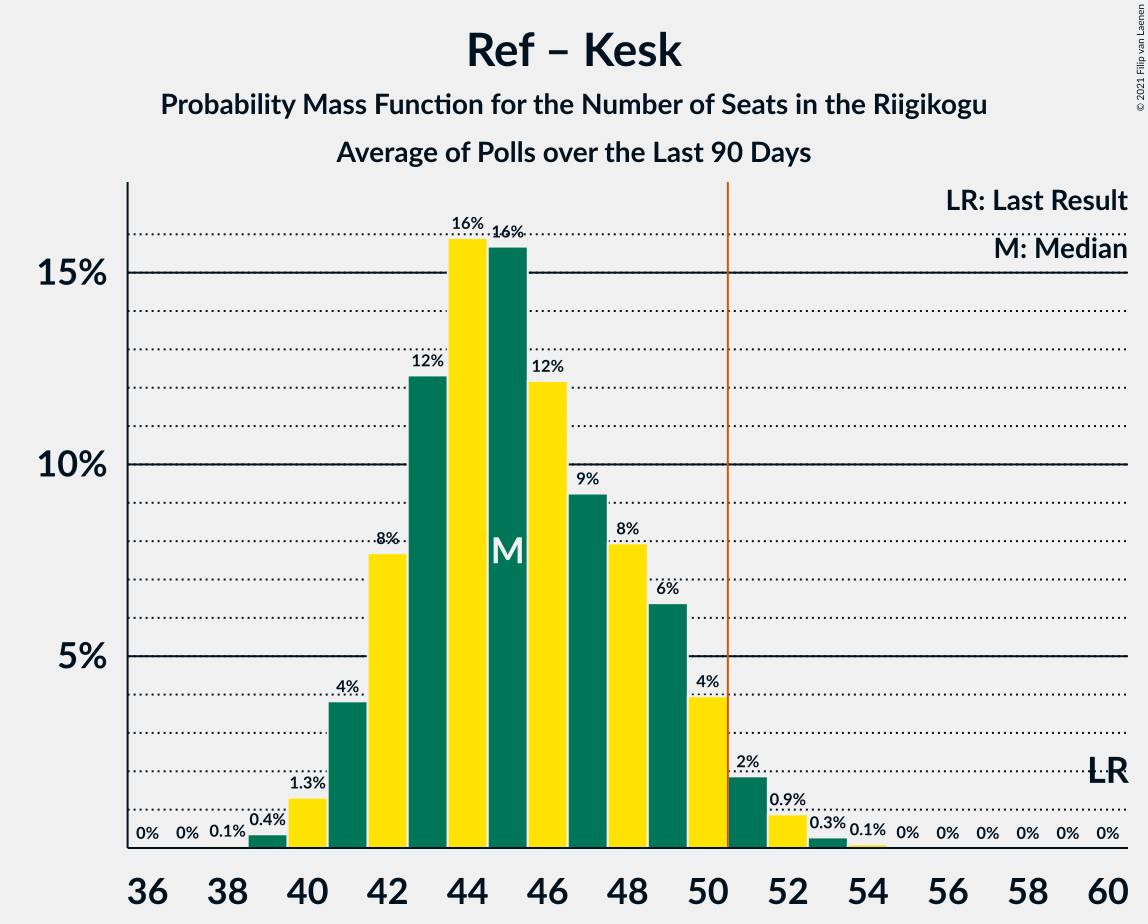 Ref – Kesk
Probability Mass Function for the Number of Seats in the Riigikogu
Average of Polls over the Last 90 Days
© 2021 Filip van Laenen
LR: Last Result
M: Median
15%
10%
5%
0% 0% 0.1% 0.4% 1.3% 4% 8% 12% 16% 16% 12% 9% 8% 6% 4% 2% 0.9% 0.3% 0.1% 0% 0% 0% 0% 0% 0%
M
LR
36 38 40 42 44 46 48 50 52 54 56 58 60